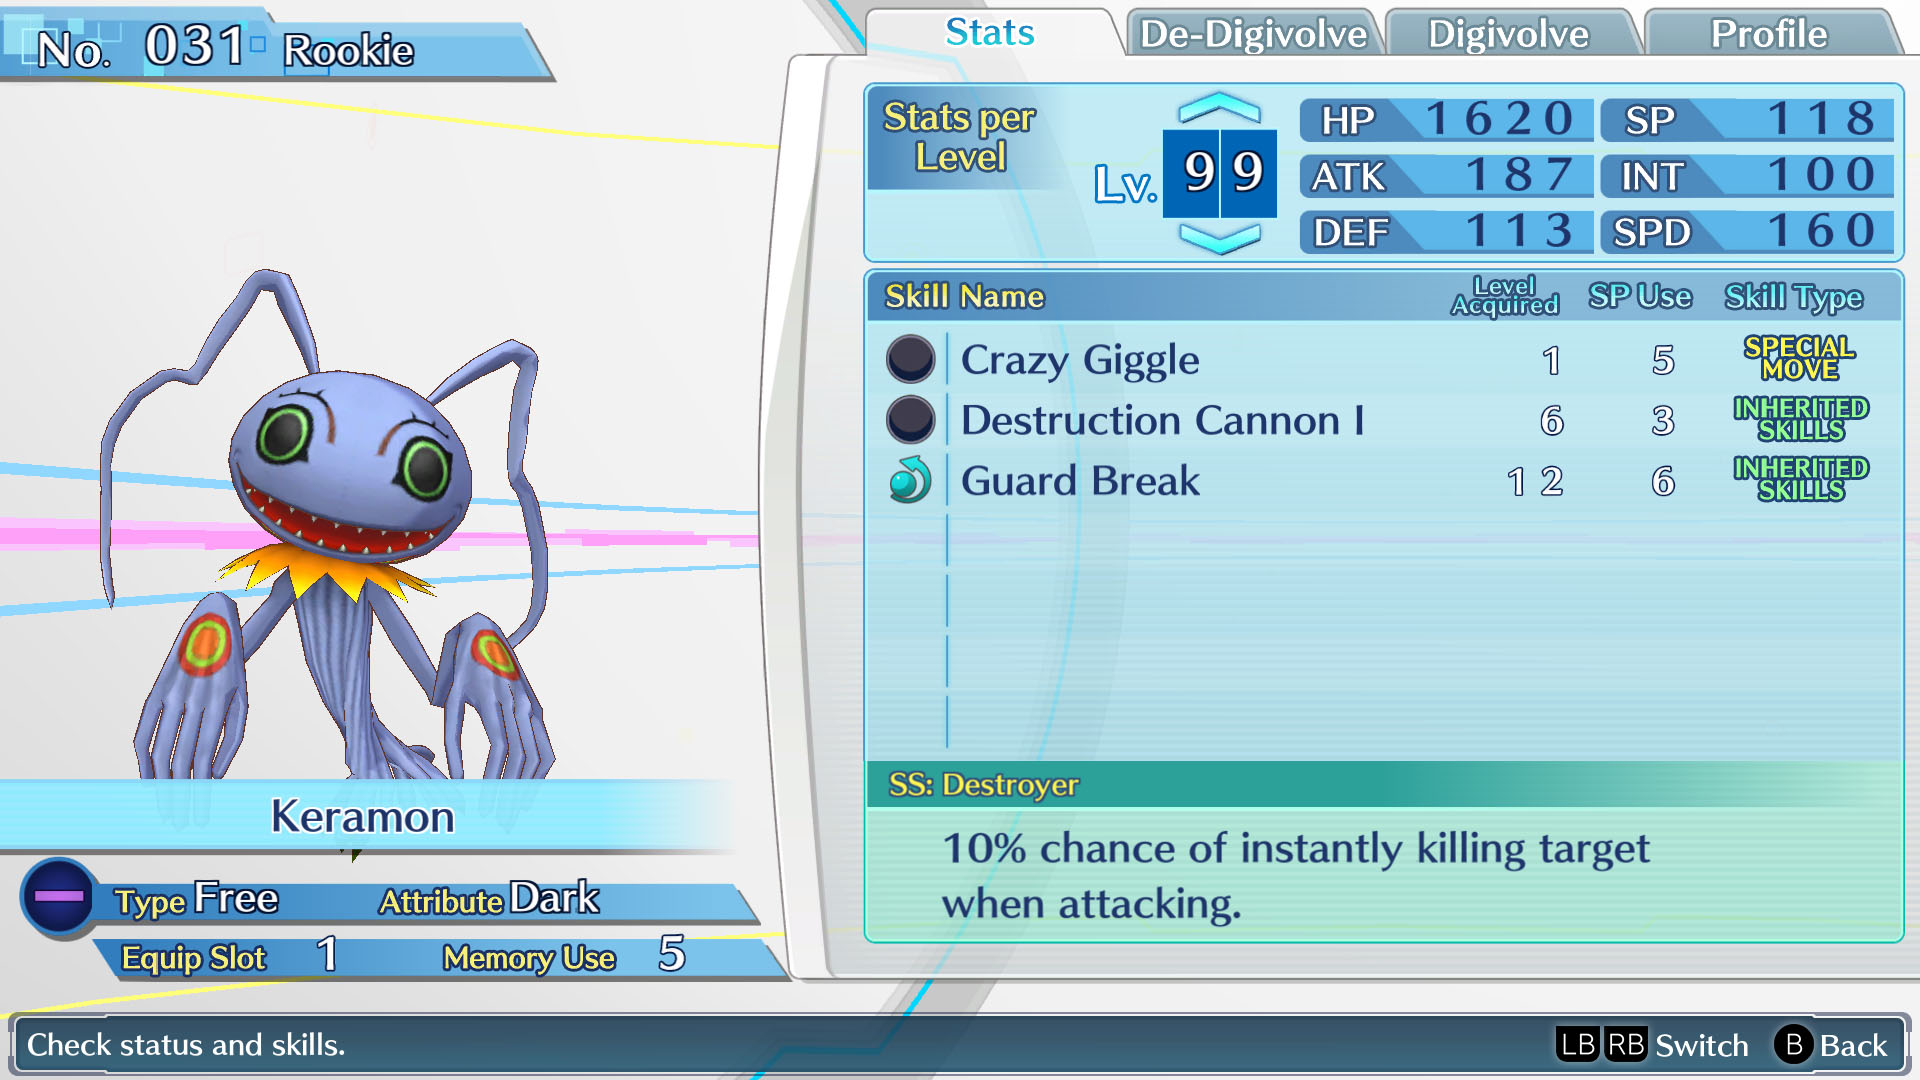 No. 031 Rookie
Stats
De-Digivolve
Digivolve
Profile
Stats per
Level
Lv. 99
HP 1620
SP 118
ATK 187
INT 100
DEF 113
SPD 160
Skill Name
Level
Acquired
SP Use
Skill Type
Crazy Giggle 1 5 SPECIAL
MOVE
Destruction Cannon I 6 3 INHERITED
SKILLS
Guard Break 12 6 INHERITED
SKILLS
SS: Destroyer
10% chance of instantly killing target
when attacking.
Keramon
Type Free Attribute Dark
Equip Slot 1 Memory Use 5
Check status and skills.
LB RB Switch B Back